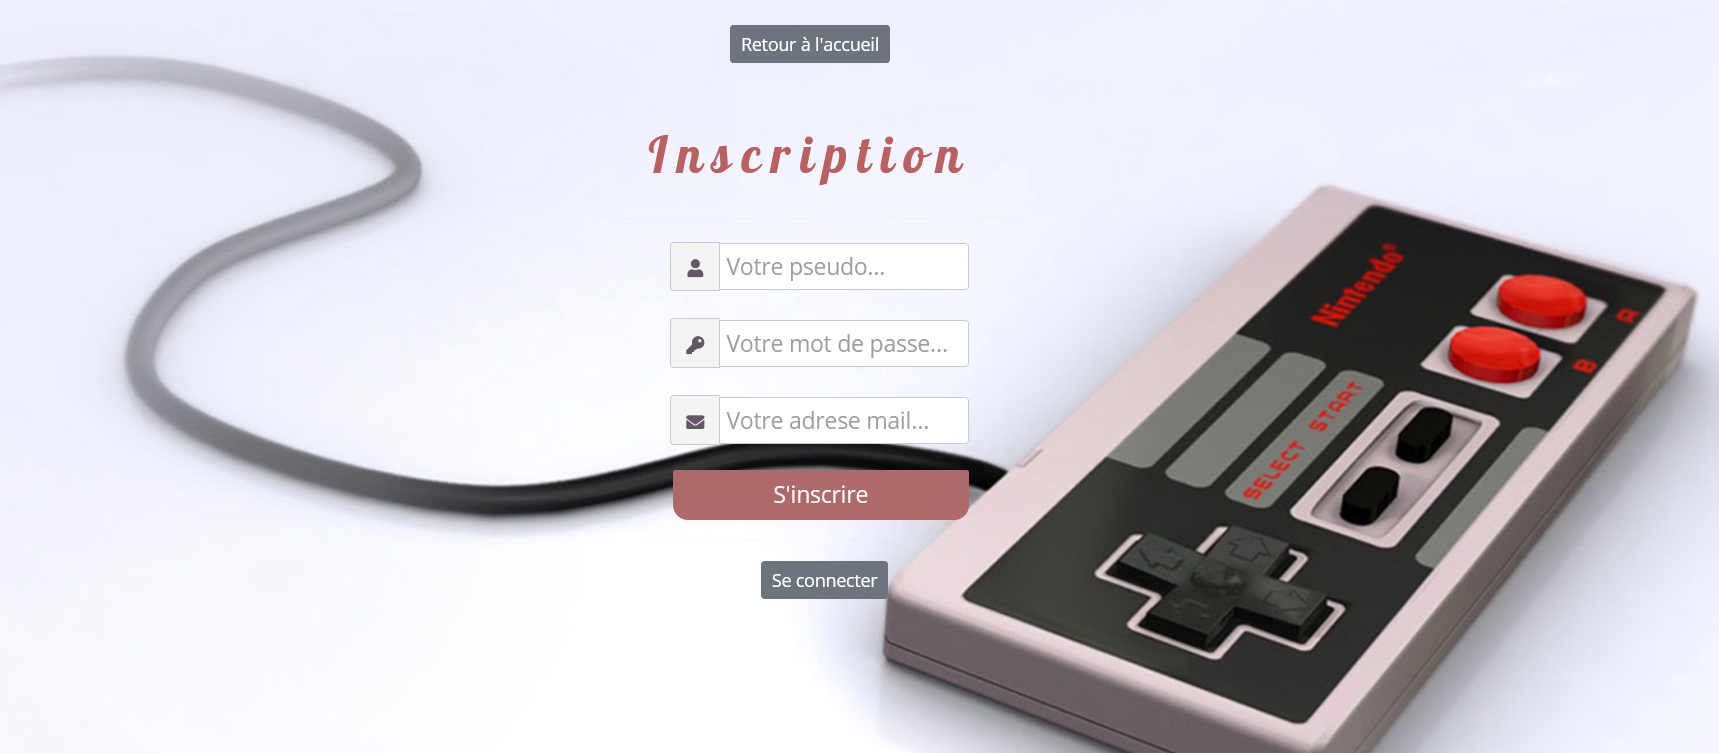 Retour à l'accueil
Inscription
Votre pseudo...
Votre mot de passe...
Votre adrese mail...
S'inscrire
Se connecter
Nintendo®
A
B
SELECT START